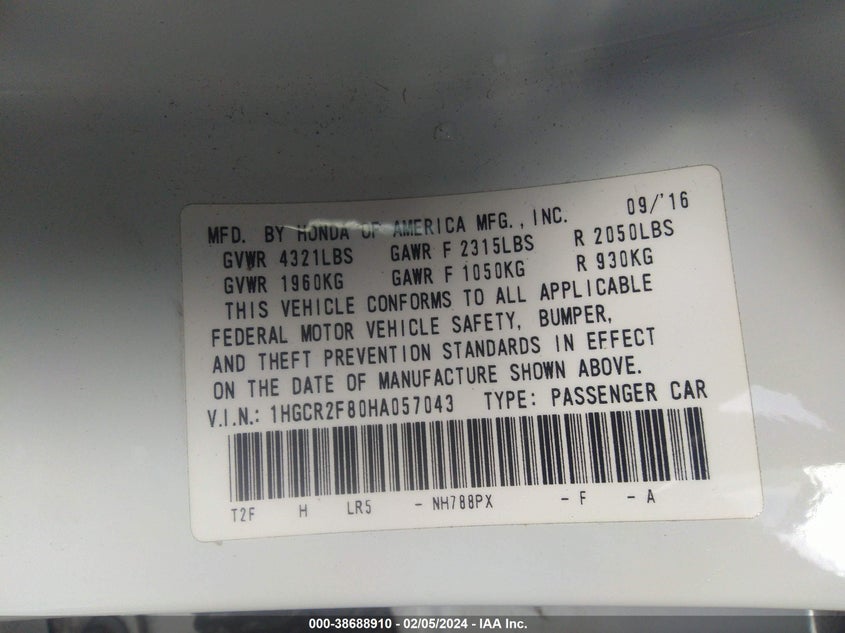 MFD. BY HONDA OF AMERICA MFG., INC. 09/'16
GVWR 4321LBS GAWR F 2315LBS R 2050LBS
GVWR 1960KG GAWR F 1050KG R 930KG
THIS VEHICLE CONFORMS TO ALL APPLICABLE
FEDERAL MOTOR VEHICLE SAFETY, BUMPER,
AND THEFT PREVENTION STANDARDS IN EFFECT
ON THE DATE OF MANUFACTURE SHOWN ABOVE.
V.I.N.: 1HGCR2F80HA057043 TYPE: PASSENGER CAR
T2F H LR5 - NH788PX - F - A
000-38688910 - 02/05/2024 - IAA Inc.